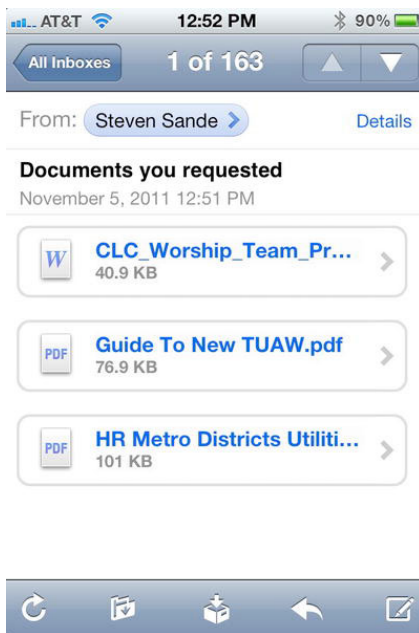 AT&T 12:52 PM 90%
All Inboxes 1 of 163
From: Steven Sande Details
Documents you requested
November 5, 2011 12:51 PM
W CLC_Worship_Team_Pr...
40.9 KB
PDF Guide To New TUAW.pdf
76.9 KB
PDF HR Metro Districts Utiliti...
101 KB